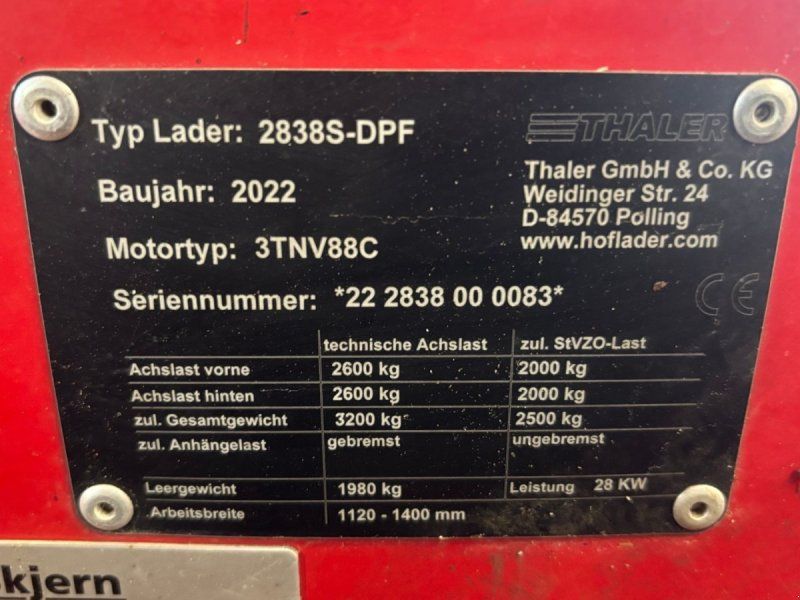 Typ Lader: 2838S-DPF
THALER
Thaler GmbH & Co. KG
Baujahr: 2022
Weidinger Str. 24
D-84570 Polling
Motortyp: 3TNV88C
www.hoflader.com
Seriennummer: *22 2838 00 0083*
CE
technische Achslast zul. StVZO-Last
Achslast vorne 2600 kg 2000 kg
Achslast hinten 2600 kg 2000 kg
zul. Gesamtgewicht 3200 kg 2500 kg
zul. Anhängelast gebremst ungebremst
Leergewicht 1980 kg Leistung 28 KW
Arbeitsbreite 1120 - 1400 mm
kjern